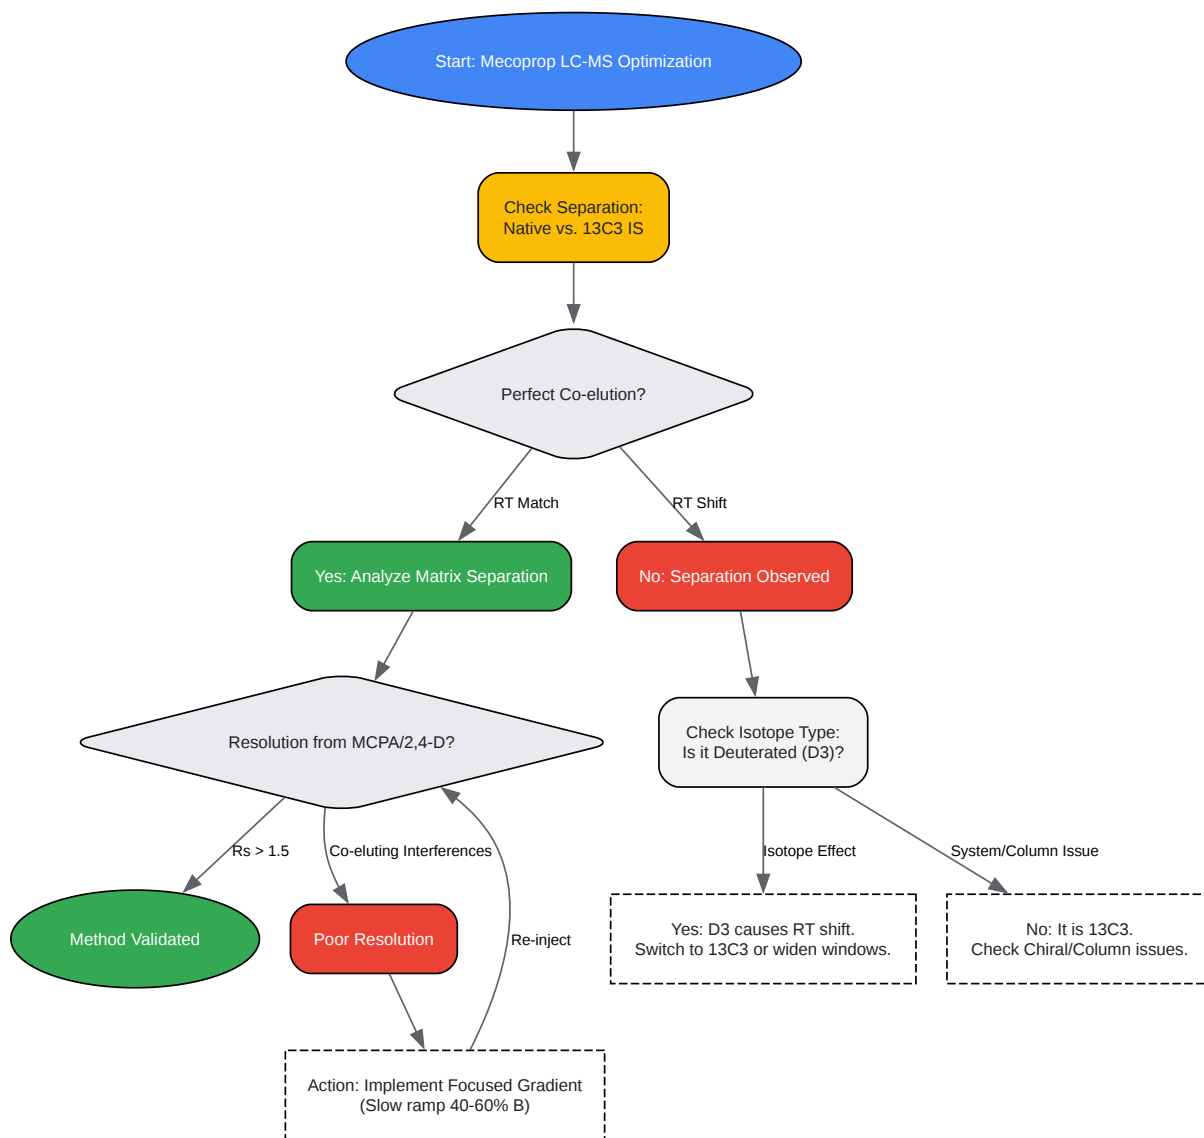 Start: Mecoprop LC-MS Optimization
Check Separation:
Native vs. 13C3 IS
Perfect Co-elution?
RT Match
RT Shift
Yes: Analyze Matrix Separation
No: Separation Observed
Resolution from MCPA/2,4-D?
Check Isotope Type:
Is it Deuterated (D3)?
Rs > 1.5
Co-eluting Interferences
Isotope Effect
System/Column Issue
Method Validated
Poor Resolution
Re-inject
Yes: D3 causes RT shift.
Switch to 13C3 or widen windows.
No: It is 13C3.
Check Chiral/Column issues.
Action: Implement Focused Gradient
(Slow ramp 40-60% B)